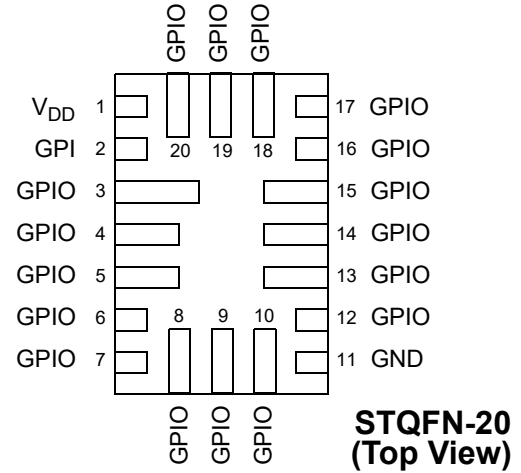 GPIO GPIO GPIO
V_DD 1 17 GPIO
GPI 2 20 19 18 16 GPIO
GPIO 3 15 GPIO
GPIO 4 14 GPIO
GPIO 5 13 GPIO
GPIO 6 8 9 10 12 GPIO
GPIO 7 11 GND
GPIO GPIO GPIO
STQFN-20
(Top View)